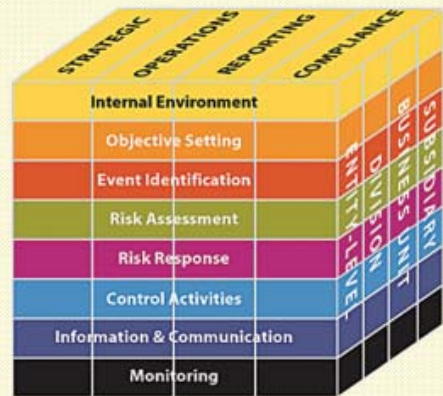 STRATEGIC
OPERATIONS
REPORTING
COMPLIANCE
Internal Environment
Objective Setting
Event Identification
Risk Assessment
Risk Response
Control Activities
Information & Communication
Monitoring
ENTITY-LEVEL
DIVISION
BUSINESS UNIT
SUBSIDIARY